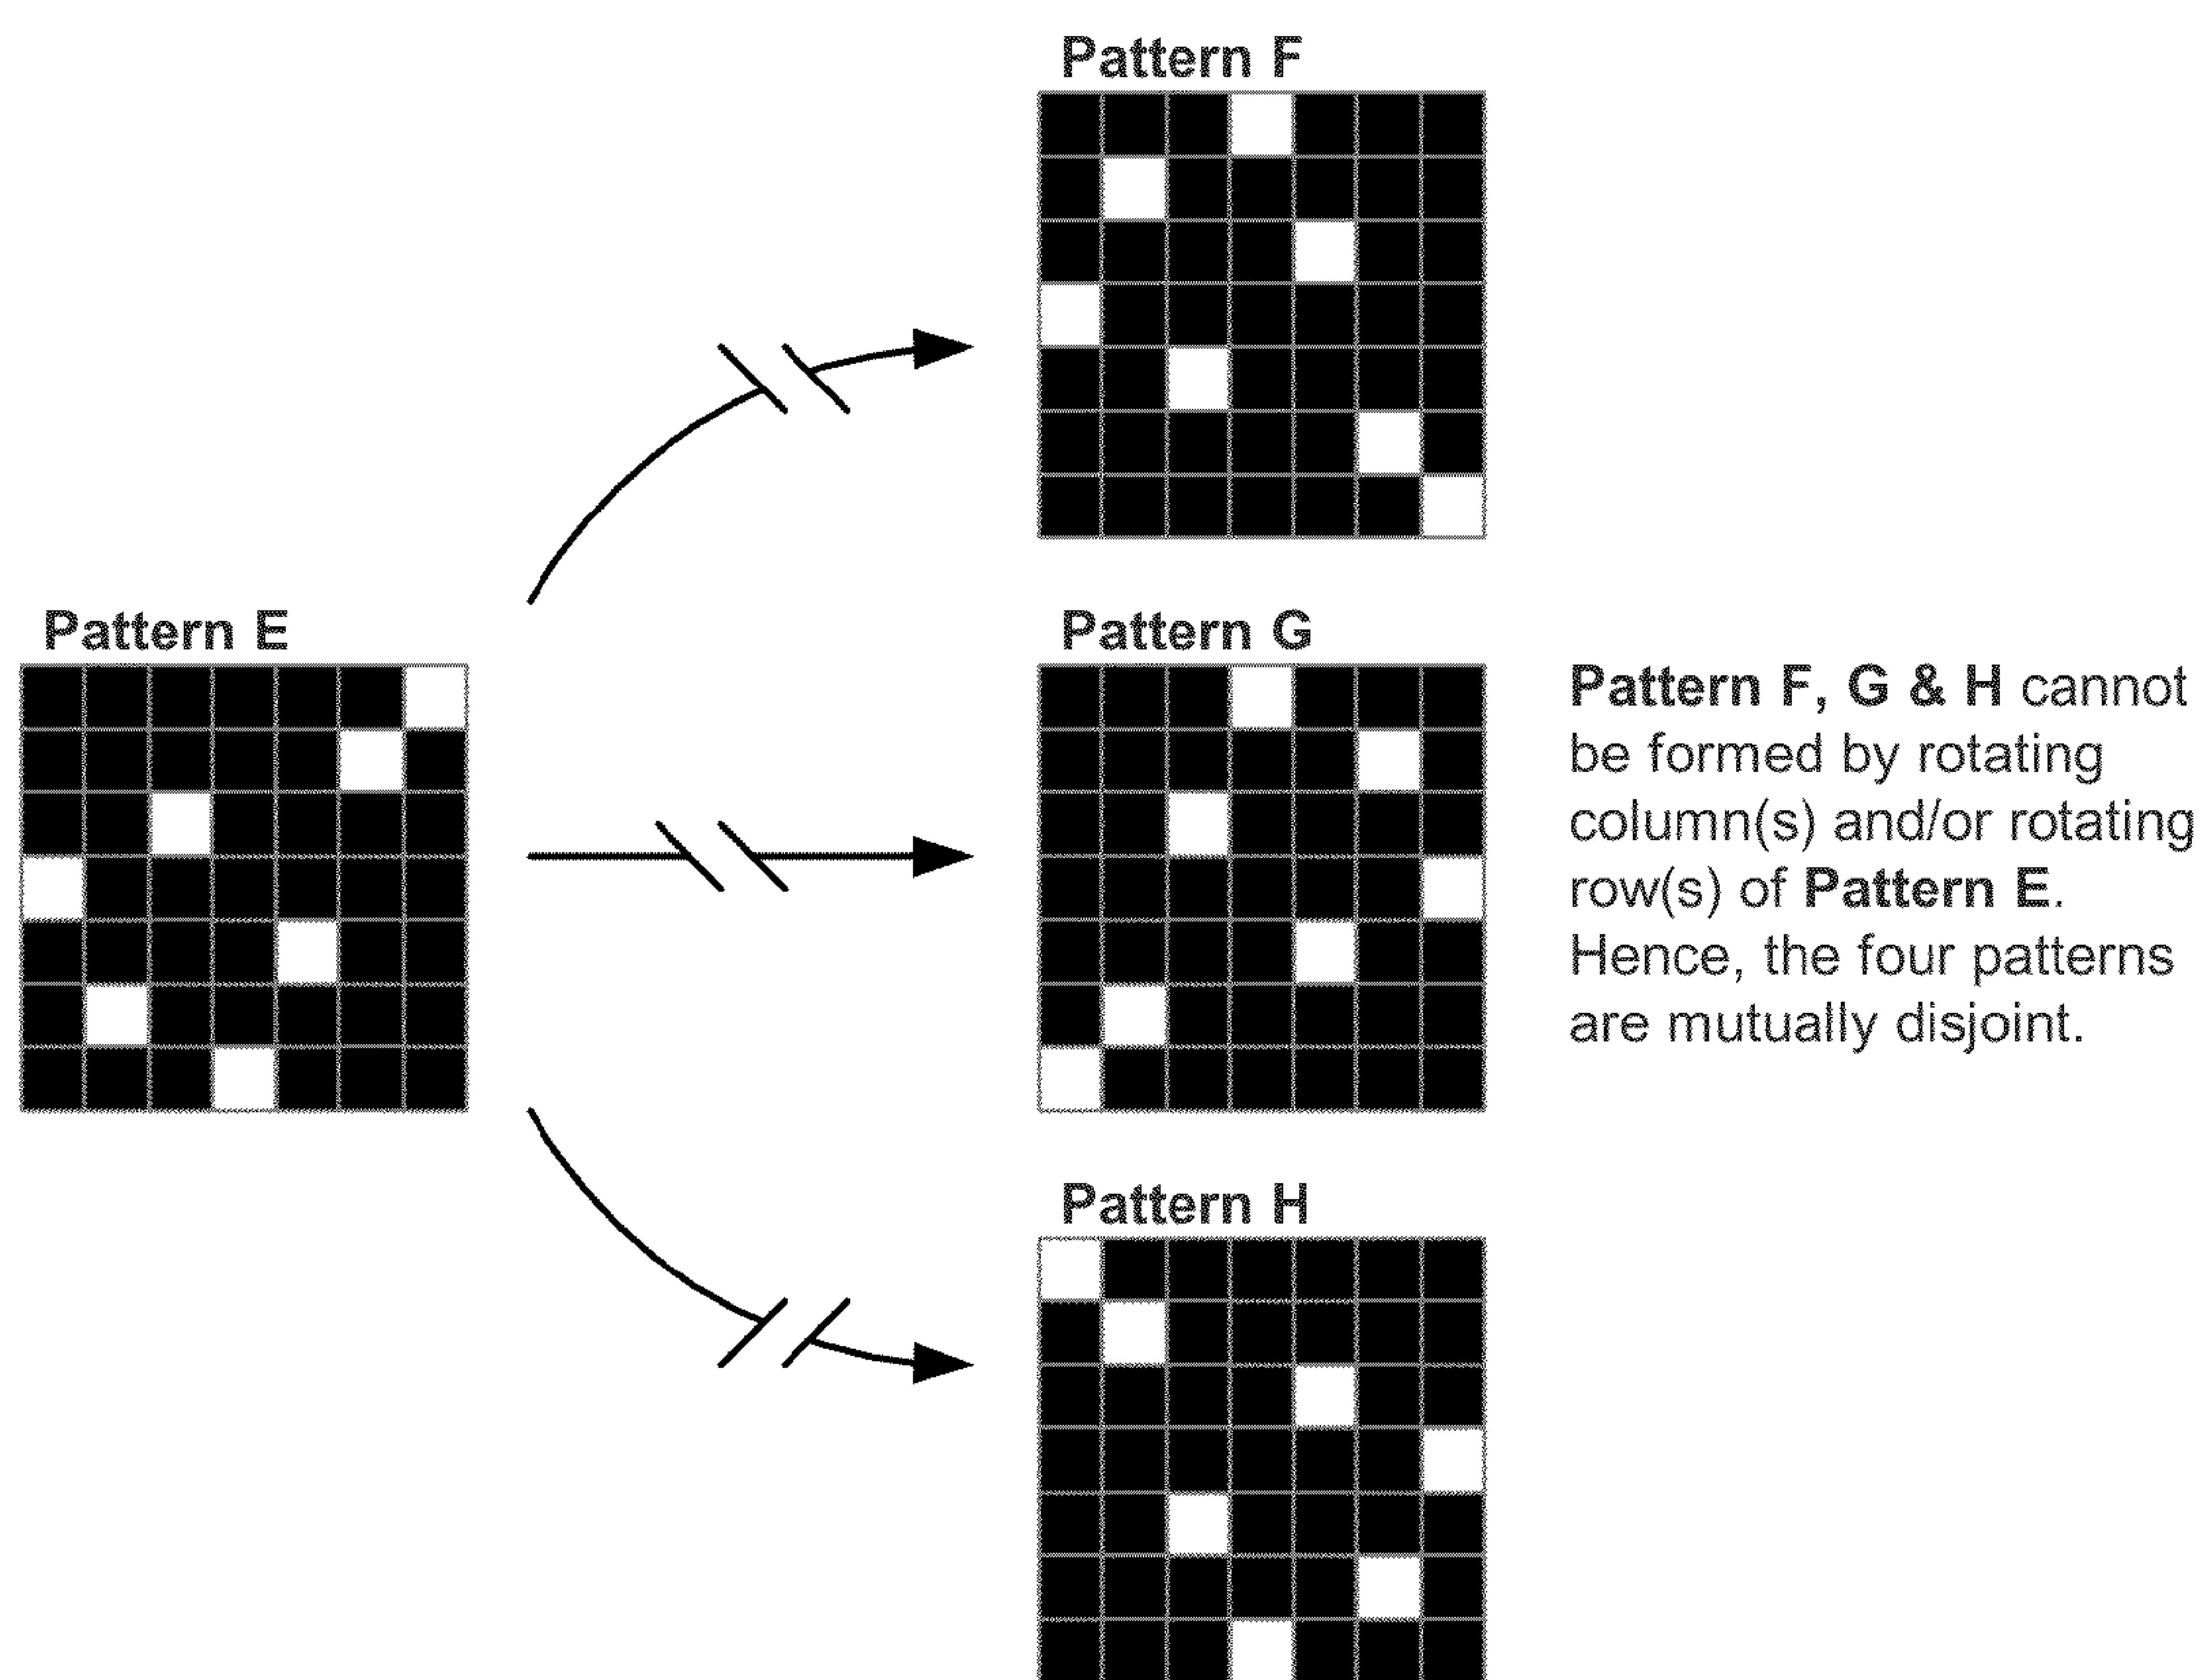 Pattern F
Pattern E
Pattern G
Pattern F, G & H cannot
be formed by rotating
column(s) and/or rotating
row(s) of Pattern E.
Hence, the four patterns
are mutually disjoint.
Pattern H